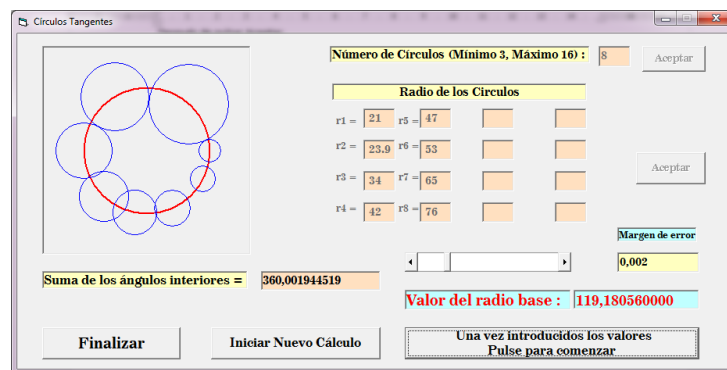 Círculos Tangentes
Número de Círculos (Mínimo 3, Máximo 16) :
8
Aceptar
Radio de los Circulos
r1 = 21 r5 = 47
r2 = 23.9 r6 = 53
r3 = 34 r7 = 65
r4 = 42 r8 = 76
Aceptar
Margen de error
0,002
Suma de los ángulos interiores =
360,001944519
Valor del radio base :
119,180560000
Finalizar
Iniciar Nuevo Cálculo
Una vez introducidos los valores
Pulse para comenzar